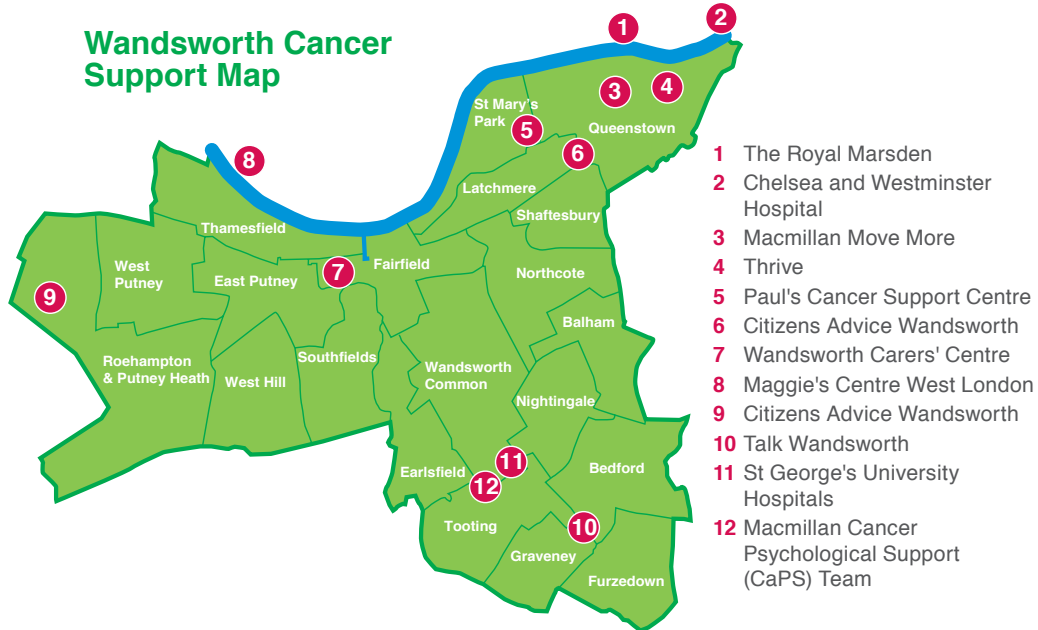 Wandsworth Cancer
Support Map
1
2
3
4
5
6
7
8
9
10
11
12
St Mary's
Park
Queenstown
Latchmere
Shaftesbury
Thamesfield
Fairfield
West
Putney
East Putney
Northcote
Balham
Roehampton
& Putney Heath
West Hill
Southfields
Wandsworth
Common
Nightingale
Earlsfield
Bedford
Tooting
Graveney
Furzedown
1 The Royal Marsden
2 Chelsea and Westminster
Hospital
3 Macmillan Move More
4 Thrive
5 Paul's Cancer Support Centre
6 Citizens Advice Wandsworth
7 Wandsworth Carers' Centre
8 Maggie's Centre West London
9 Citizens Advice Wandsworth
10 Talk Wandsworth
11 St George's University
Hospitals
12 Macmillan Cancer
Psychological Support
(CaPS) Team